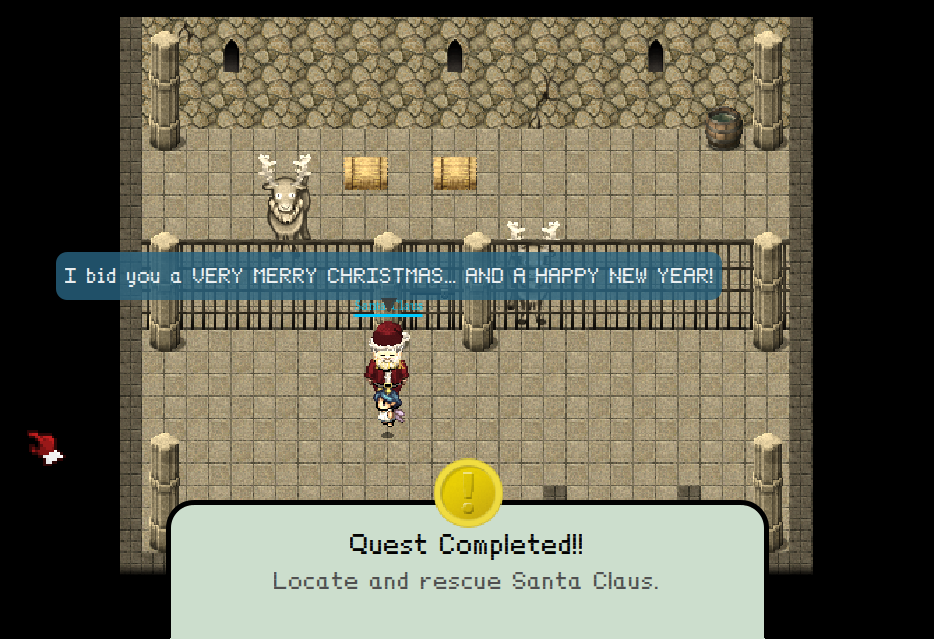 I bid you a VERY MERRY CHRISTMAS... AND A HAPPY NEW YEAR!
Quest Completed!!
Locate and rescue Santa Claus.